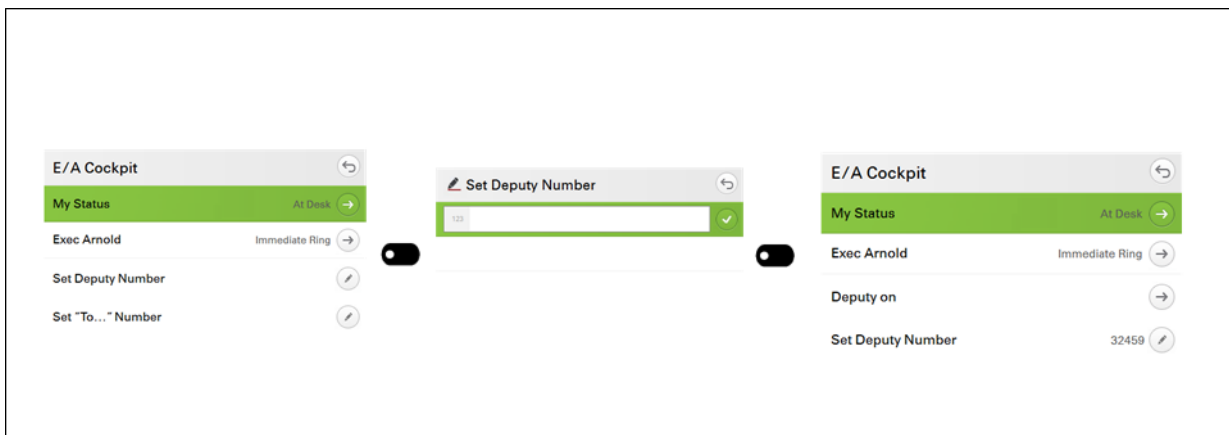 E/A Cockpit
My Status At Desk
Exec Arnold Immediate Ring
Set Deputy Number
Set "To..." Number
Set Deputy Number
123
E/A Cockpit
My Status At Desk
Exec Arnold Immediate Ring
Deputy on
Set Deputy Number 32459